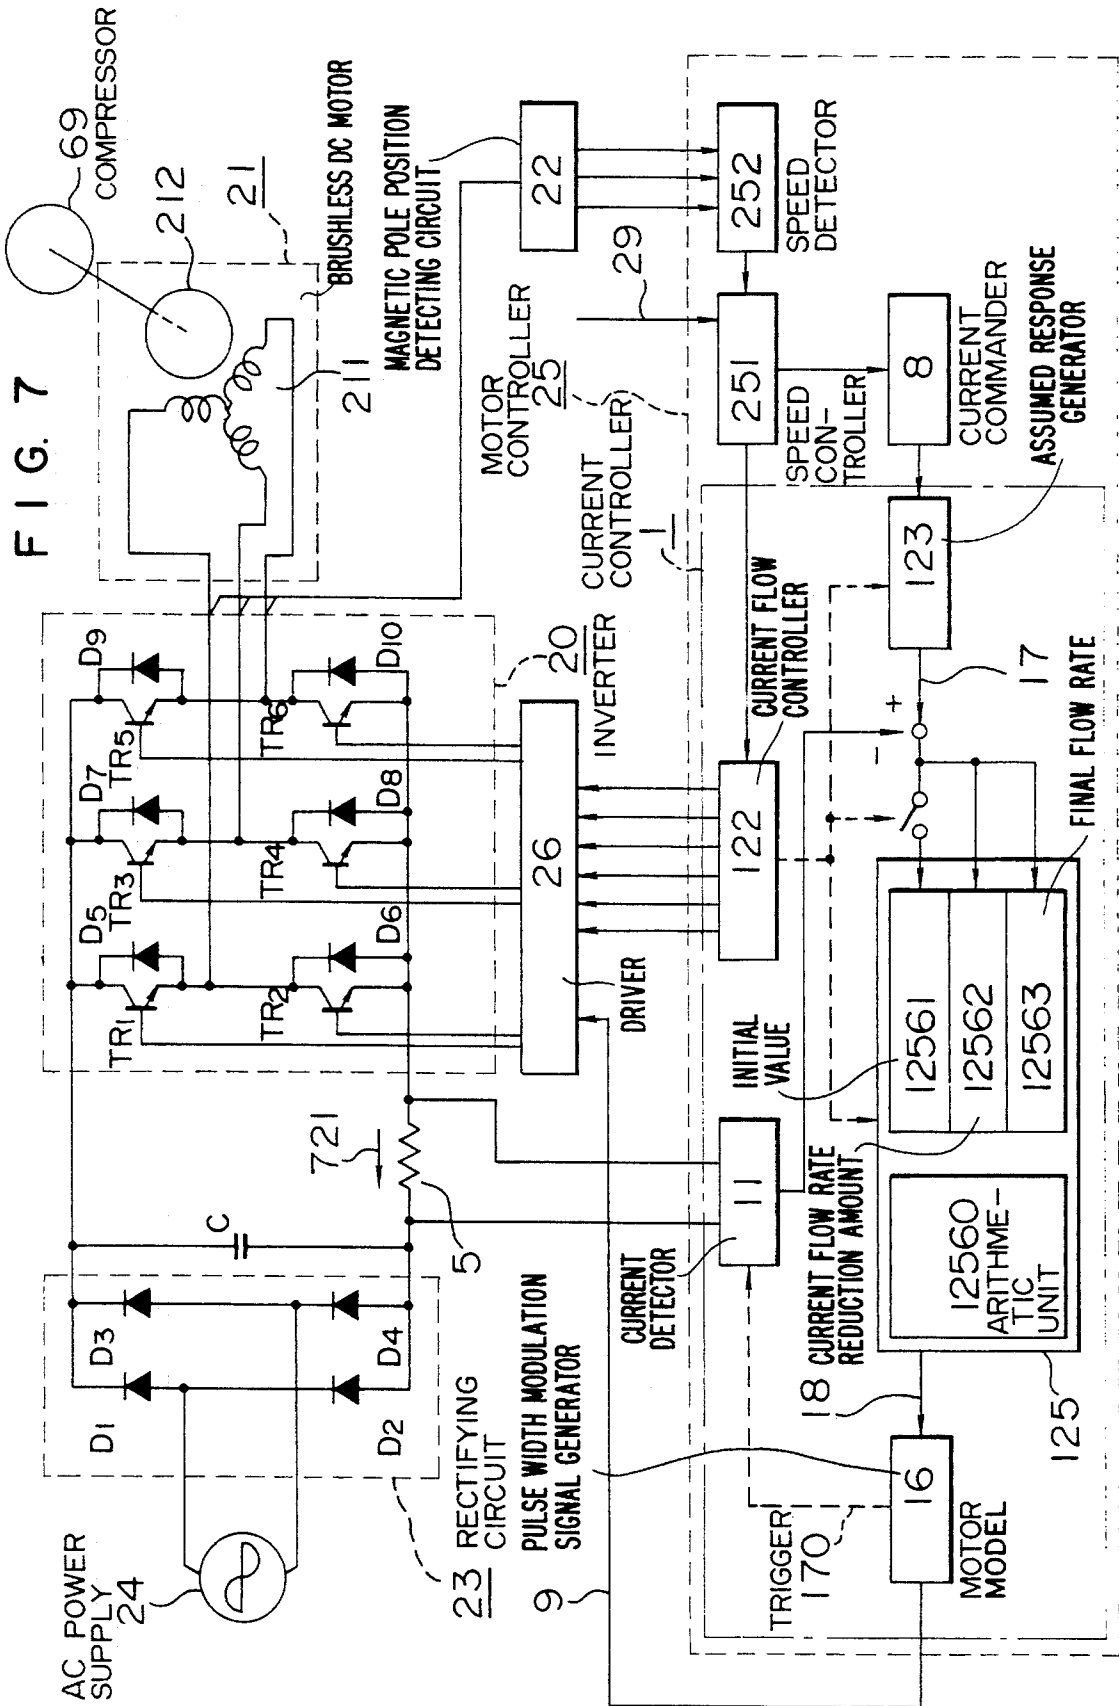 FIG. 7
AC POWER
SUPPLY
24
D1
D3
D2
D4
23 RECTIFYING
CIRCUIT
C
721
5
TR1
D5
TR3
D7
TR5
D9
TR2
D6
TR4
D8
TR6
D10
20
INVERTER
26
DRIVER
69
COMPRESSOR
212
21
BRUSHLESS DC MOTOR
211
MAGNETIC POLE POSITION
DETECTING CIRCUIT
22
MOTOR
CONTROLLER
25
29
252
SPEED
DETECTOR
251
SPEED
CON-
TROLLER
8
CURRENT
COMMANDER
CURRENT
CONTROLLER
1
CURRENT FLOW
CONTROLLER
122
123
ASSUMED RESPONSE
GENERATOR
17
+
-
FINAL FLOW RATE
INITIAL
VALUE
12561
12562
12563
CURRENT FLOW RATE
REDUCTION AMOUNT
12560
ARITHME-
TIC
UNIT
125
18
11
CURRENT
DETECTOR
PULSE WIDTH MODULATION
SIGNAL GENERATOR
9
TRIGGER
170
16
MOTOR
MODEL